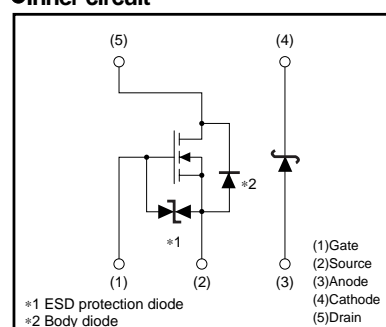 ●Inner circuit
(5) (4)
∗2
∗1
(1) (2) (3)
(1)Gate
(2)Source
(3)Anode
(4)Cathode
(5)Drain
∗1 ESD protection diode
∗2 Body diode